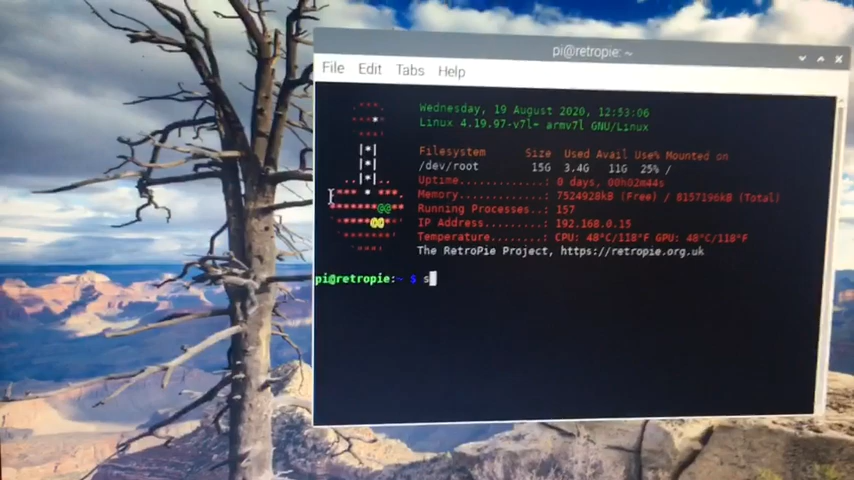 pi@retropie: ~
File Edit Tabs Help
Wednesday, 19 August 2020, 12:53:06
Linux 4.19.97-v7l+ armv7l GNU/Linux
Filesystem Size Used Avail Use% Mounted on
/dev/root 15G 3.4G 11G 25% /
Uptime.............: 0 days, 00h02m44s
Memory.............: 7524928kB (Free) / 8157196kB (Total)
Running Processes..: 157
IP Address.........: 192.168.0.15
Temperature........: CPU: 48°C/118°F GPU: 48°C/118°F
The RetroPie Project, https://retropie.org.uk
pi@retropie:~ $ s